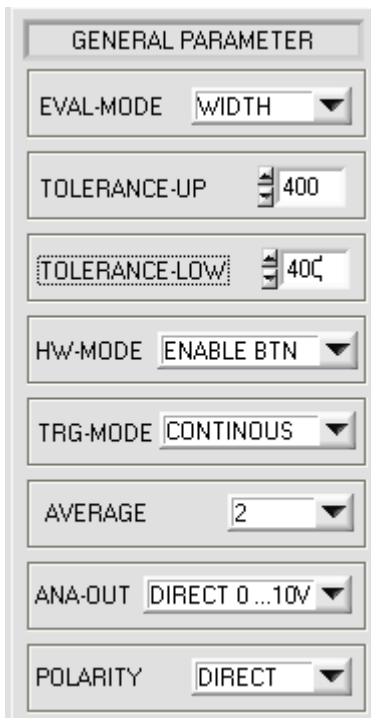 GENERAL PARAMETER
EVAL-MODE WIDTH
TOLERANCE-UP 400
TOLERANCE-LOW 400
HW-MODE ENABLE BTN
TRG-MODE CONTINOUS
AVERAGE 2
ANA-OUT DIRECT 0 ...10V
POLARITY DIRECT